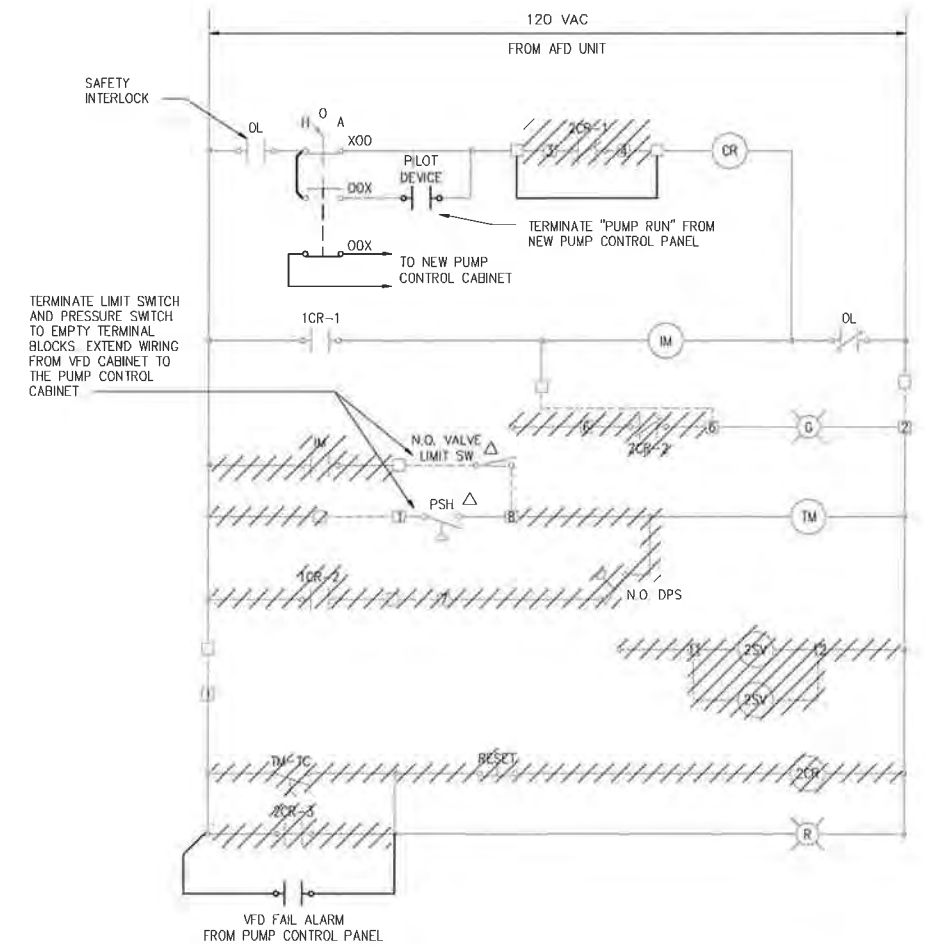 120 VAC
FROM AFD UNIT
SAFETY
INTERLOCK
OL
H O A
XOO
2CR-1
3
4
CR
PILOT
DEVICE
OOX
TERMINATE "PUMP RUN" FROM
NEW PUMP CONTROL PANEL
OOX
TO NEW PUMP
CONTROL CABINET
TERMINATE LIMIT SWITCH
AND PRESSURE SWITCH
TO EMPTY TERMINAL
BLOCKS EXTEND WIRING
FROM VFD CABINET TO
THE PUMP CONTROL
CABINET
1CR-1
IM
OL
6
6
G
2
2CR-2
IM
N.O. VALVE
LIMIT SW
PSH
8
TM
1CR-2
7
N.O. DPS
11
2SV
12
2SV
1
TM-TC
RESET
2CR
2CR-3
R
VFD FAIL ALARM
FROM PUMP CONTROL PANEL